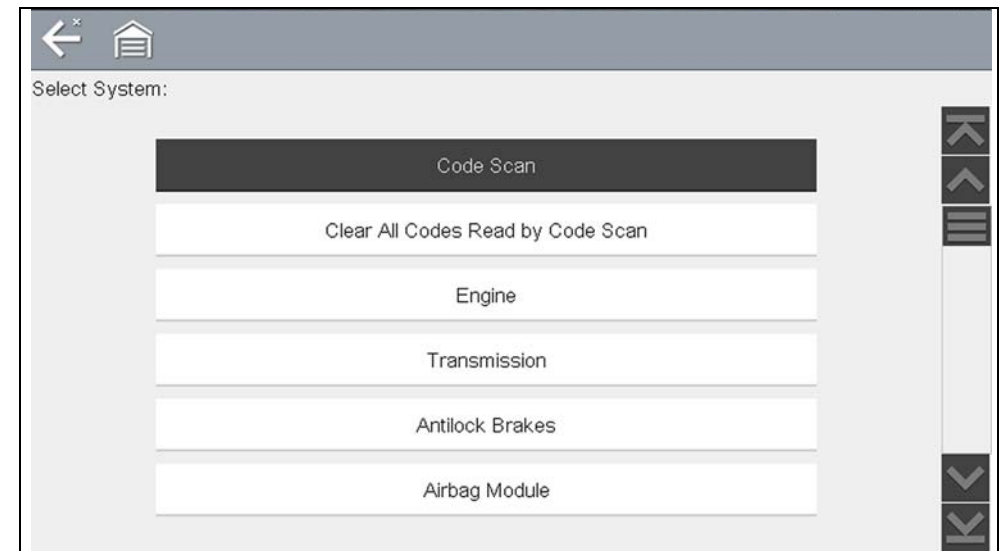 Select System:
Code Scan
Clear All Codes Read by Code Scan
Engine
Transmission
Antilock Brakes
Airbag Module